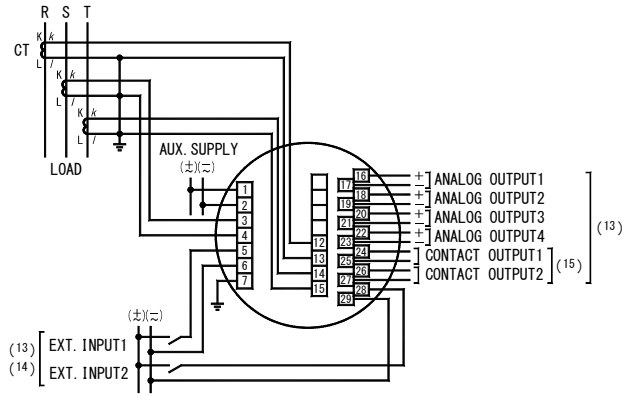 R S T
CT
K k
L l
K k
L l
K k
L l
LOAD
AUX. SUPPLY
(±)(∓)
1
2
3
4
5
6
7
12
13
14
15
16
17
18
19
20
21
22
23
24
25
26
27
28
29
+ ANALOG OUTPUT1
−
+ ANALOG OUTPUT2
−
+ ANALOG OUTPUT3
−
+ ANALOG OUTPUT4
−
CONTACT OUTPUT1
CONTACT OUTPUT2
(15)
(13)
(±)(∓)
(13) EXT. INPUT1
(14) EXT. INPUT2